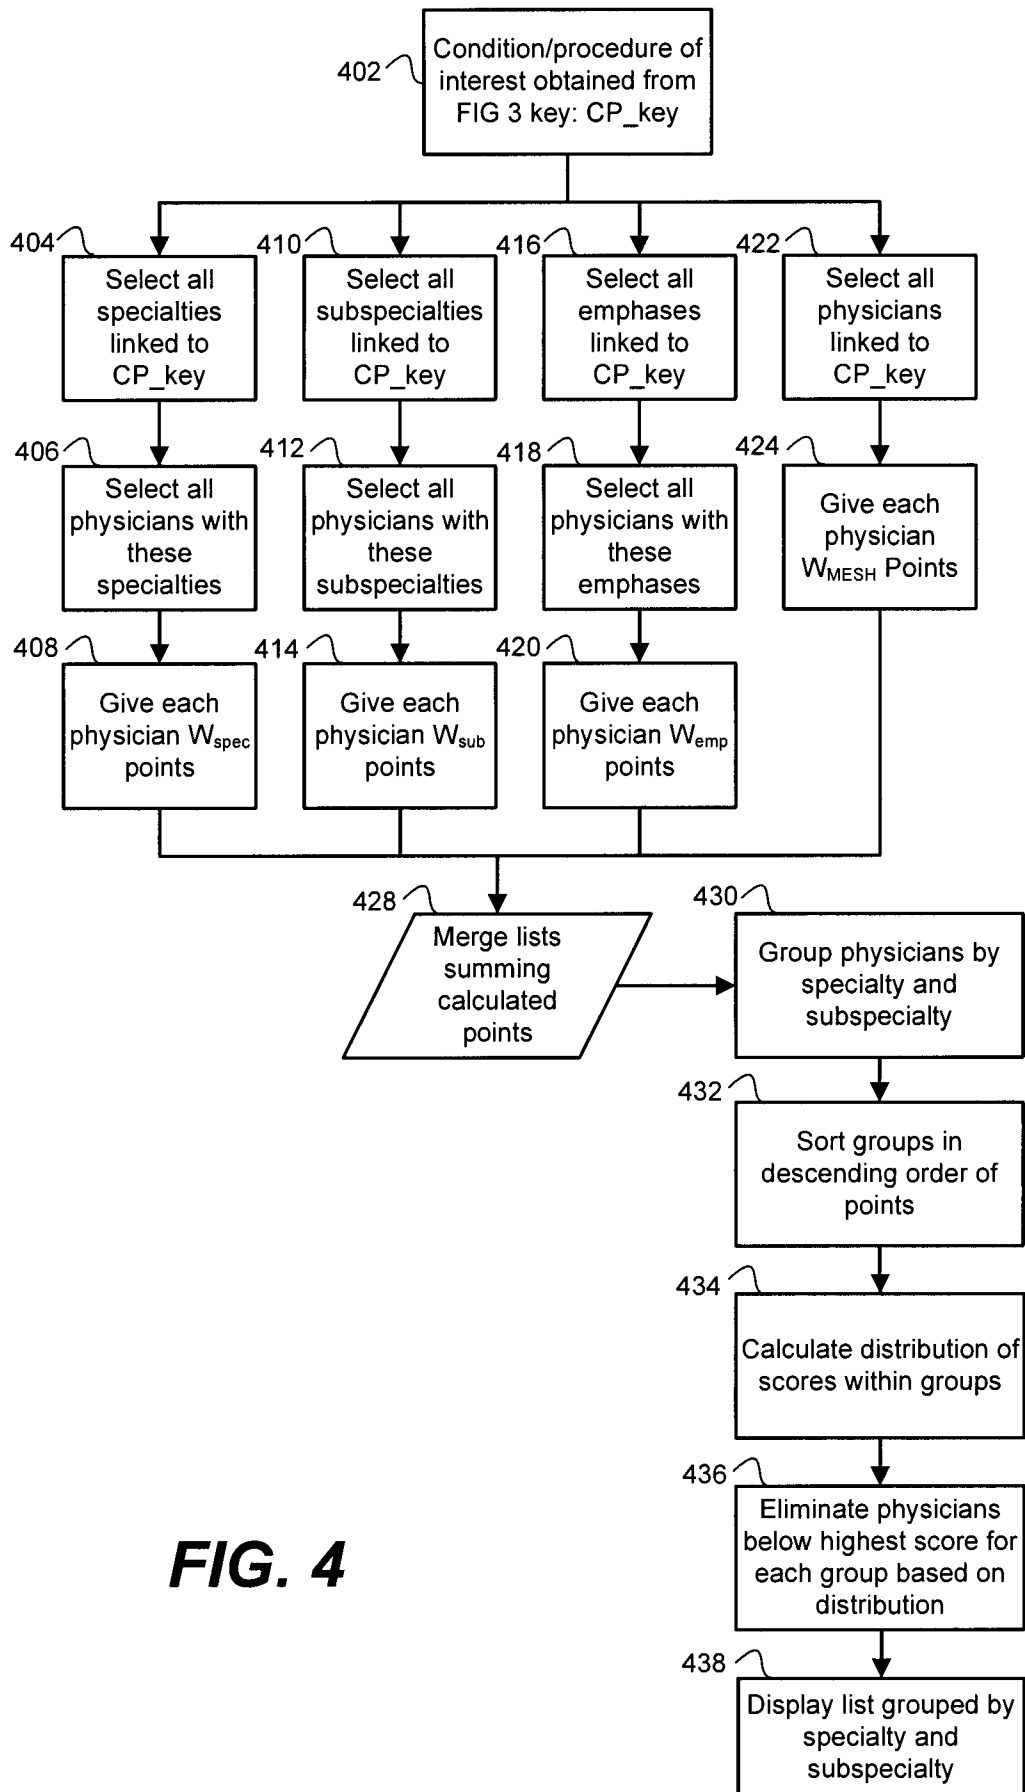 402
Condition/procedure of
interest obtained from
FIG 3 key: CP_key
404
Select all
specialties
linked to
CP_key
410
Select all
subspecialties
linked to
CP_key
416
Select all
emphases
linked to
CP_key
422
Select all
physicians
linked to
CP_key
406
Select all
physicians with
these
specialties
412
Select all
physicians with
these
subspecialties
418
Select all
physicians with
these
emphases
424
Give each
physician
WMESH Points
408
Give each
physician Wspec
points
414
Give each
physician Wsub
points
420
Give each
physician Wemp
points
428
Merge lists
summing
calculated
points
430
Group physicians by
specialty and
subspecialty
432
Sort groups in
descending order of
points
434
Calculate distribution of
scores within groups
436
Eliminate physicians
below highest score for
each group based on
distribution
438
Display list grouped by
specialty and
subspecialty
FIG. 4